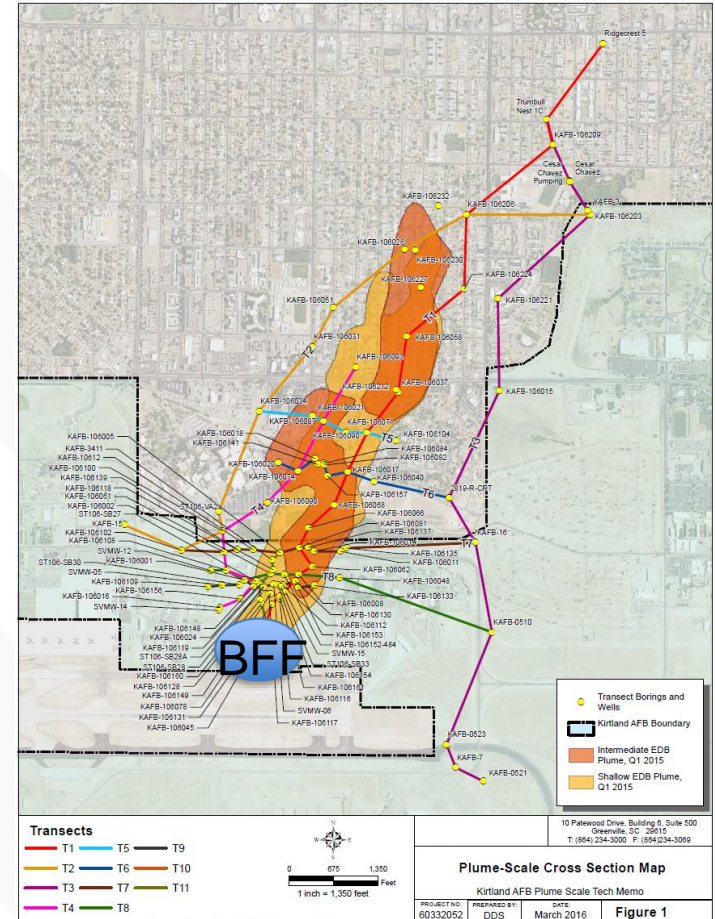 Ridgecrest 5
Trumbull
Nest 1C
KAFB-106209
Cesar
Chavez
Pumping
Cesar
Chavez
KAFB-3
KAFB-106203
KAFB-106232
KAFB-106206
KAFB-106026
KAFB-106230
KAFB-106224
KAFB-106227
KAFB-106221
KAFB-106051
T1
KAFB-106058
KAFB-106031
T2
KAFB-106093
KAFB-106015
KAFB-106212
KAFB-106037
KAFB-106034
KAFB-106021
KAFB-106087
T3
KAFB-106018
KAFB-106090
T5
KAFB-106104
KAFB-106005
KAFB-106141
KAFB-106084
KAFB-3411
KAFB-106082
KAFB-10612
KAFB-106020
KAFB-106017
KAFB-106100
KAFB-106074
KAFB-106040
KAFB-106139
2819-R-CRT
KAFB-106118
T6
KAFB-106061
KAFB-106157
KAFB-106002
T4
KAFB-106098
KAFB-106068
ST106-SB27
ST106-VA2
KAFB-106066
KAFB-15
KAFB-106081
KAFB-106102
KAFB-106137
KAFB-16
KAFB-106108
T7
SVMW-12
KAFB-106135
ST106-SB30
KAFB-106001
KAFB-106011
SVMW-05
KAFB-106062
T8
KAFB-106048
KAFB-106109
KAFB-106133
KAFB-106156
KAFB-106016
KAFB-106008
SVMW-14
KAFB-106130
KAFB-106112
KAFB-0510
KAFB-106148
KAFB-106153
KAFB-106024
KAFB-106152-484
KAFB-106119
SVMW-15
ST106-SB28A
ST106-SB33
ST106-SB28
BFF
KAFB-106154
KAFB-106160
KAFB-106128
KAFB-106161
KAFB-106149
KAFB-106116
KAFB-106078
SVMW-06
KAFB-106131
KAFB-106117
KAFB-106045
KAFB-0523
KAFB-7
KAFB-0521
Transect Borings and
Wells
Kirtland AFB Boundary
Intermediate EDB
Plume, Q1 2015
Shallow EDB Plume,
Q1 2015
Transects
T1 T5 T9
T2 T6 T10
T3 T7 T11
T4 T8
N
W E
S
0 675 1,350
Feet
1 inch = 1,350 feet
10 Patewood Drive, Building 6, Suite 500
Greenville, SC 29615
T: (864) 234-3000 F: (864)234-3069
Plume-Scale Cross Section Map
Kirtland AFB Plume Scale Tech Memo
PROJECT NO. PREPARED BY: DATE:
60332052 DDS March 2016 Figure 1